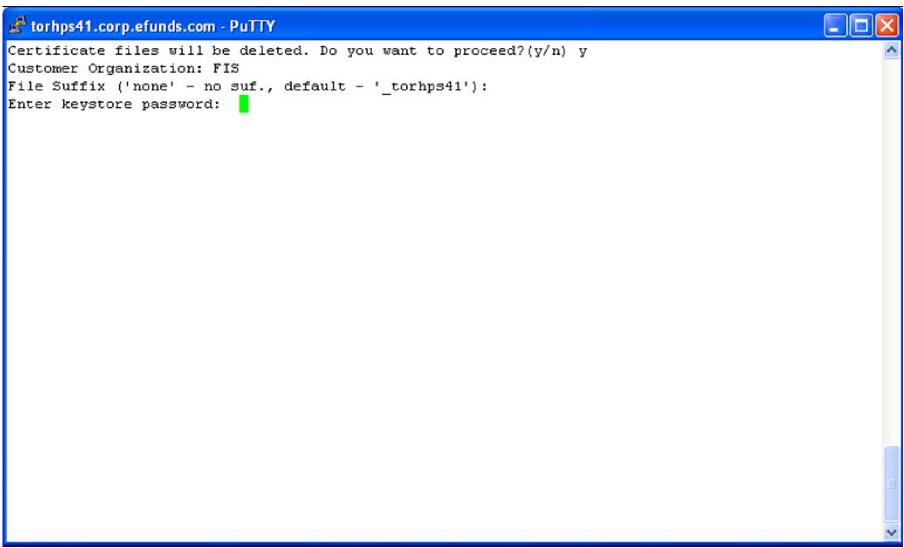 torhps41.corp.efunds.com - PuTTY
Certificate files will be deleted. Do you want to proceed?(y/n) y
Customer Organization: FIS
File Suffix ('none' - no suf., default - '_torhps41'):
Enter keystore password: